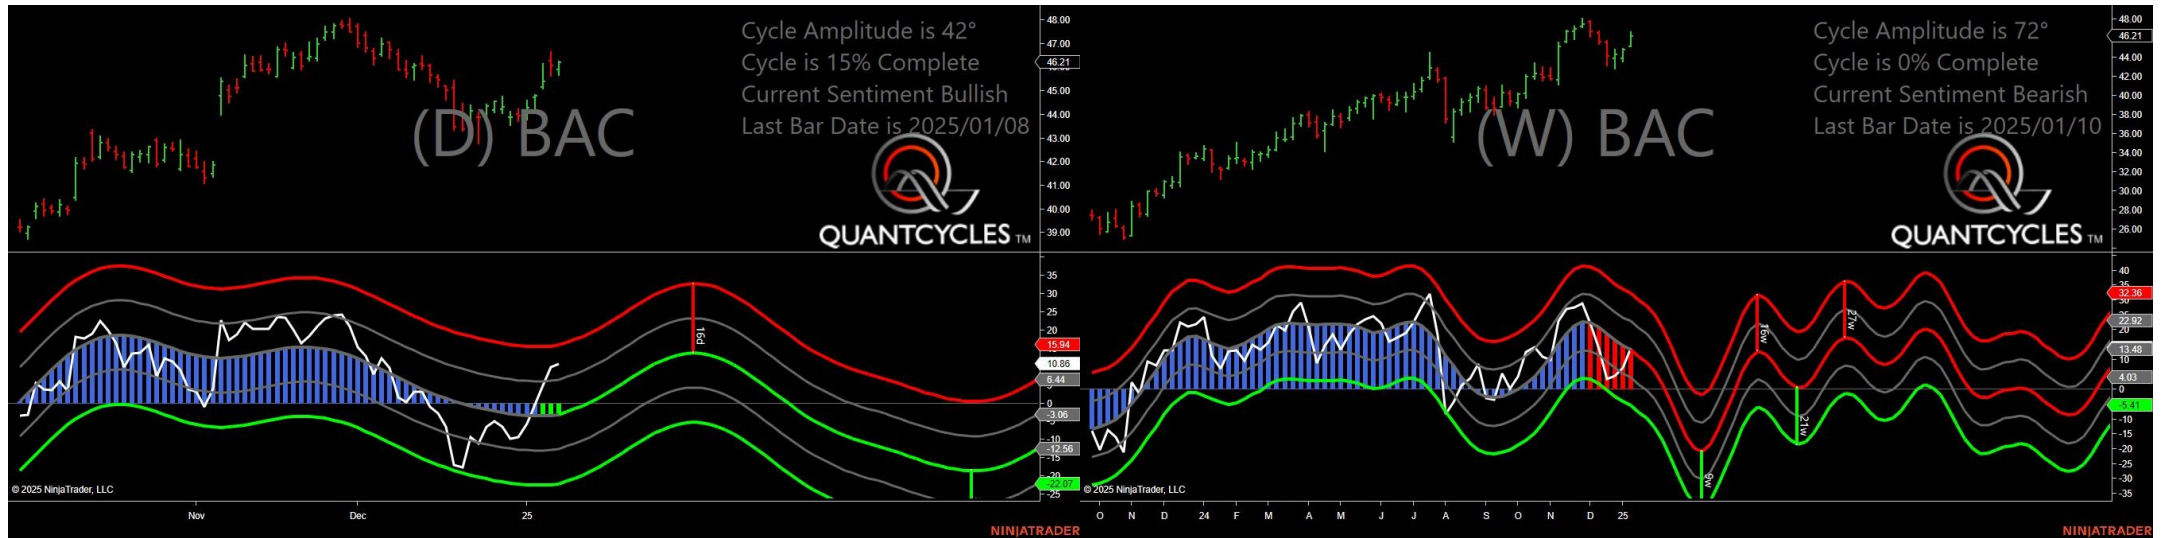 Cycle Amplitude is 42°
Cycle is 15% Complete
Current Sentiment Bullish
Last Bar Date is 2025/01/08
(D) BAC
QUANTCYCLES TM
48.00
47.00
46.21
45.00
44.00
43.00
42.00
41.00
40.00
39.00
35
30
25
20
15.94
10.86
6.44
0
-3.06
-10
-12.56
-15
-20
-22.07
-25
16d
© 2025 NinjaTrader, LLC
Nov Dec 25
NINJATRADER
Cycle Amplitude is 72°
Cycle is 0% Complete
Current Sentiment Bearish
Last Bar Date is 2025/01/10
(W) BAC
QUANTCYCLES TM
48.00
46.21
44.00
42.00
40.00
38.00
36.00
34.00
32.00
30.00
28.00
26.00
40
32.36
30
22.92
20
13.48
10
4.03
0
-5.41
-10
-15
-20
-25
-30
-35
16w
27w
21w
9w
© 2025 NinjaTrader, LLC
O N D 24 F M A M J J A S O N D 25
NINJATRADER